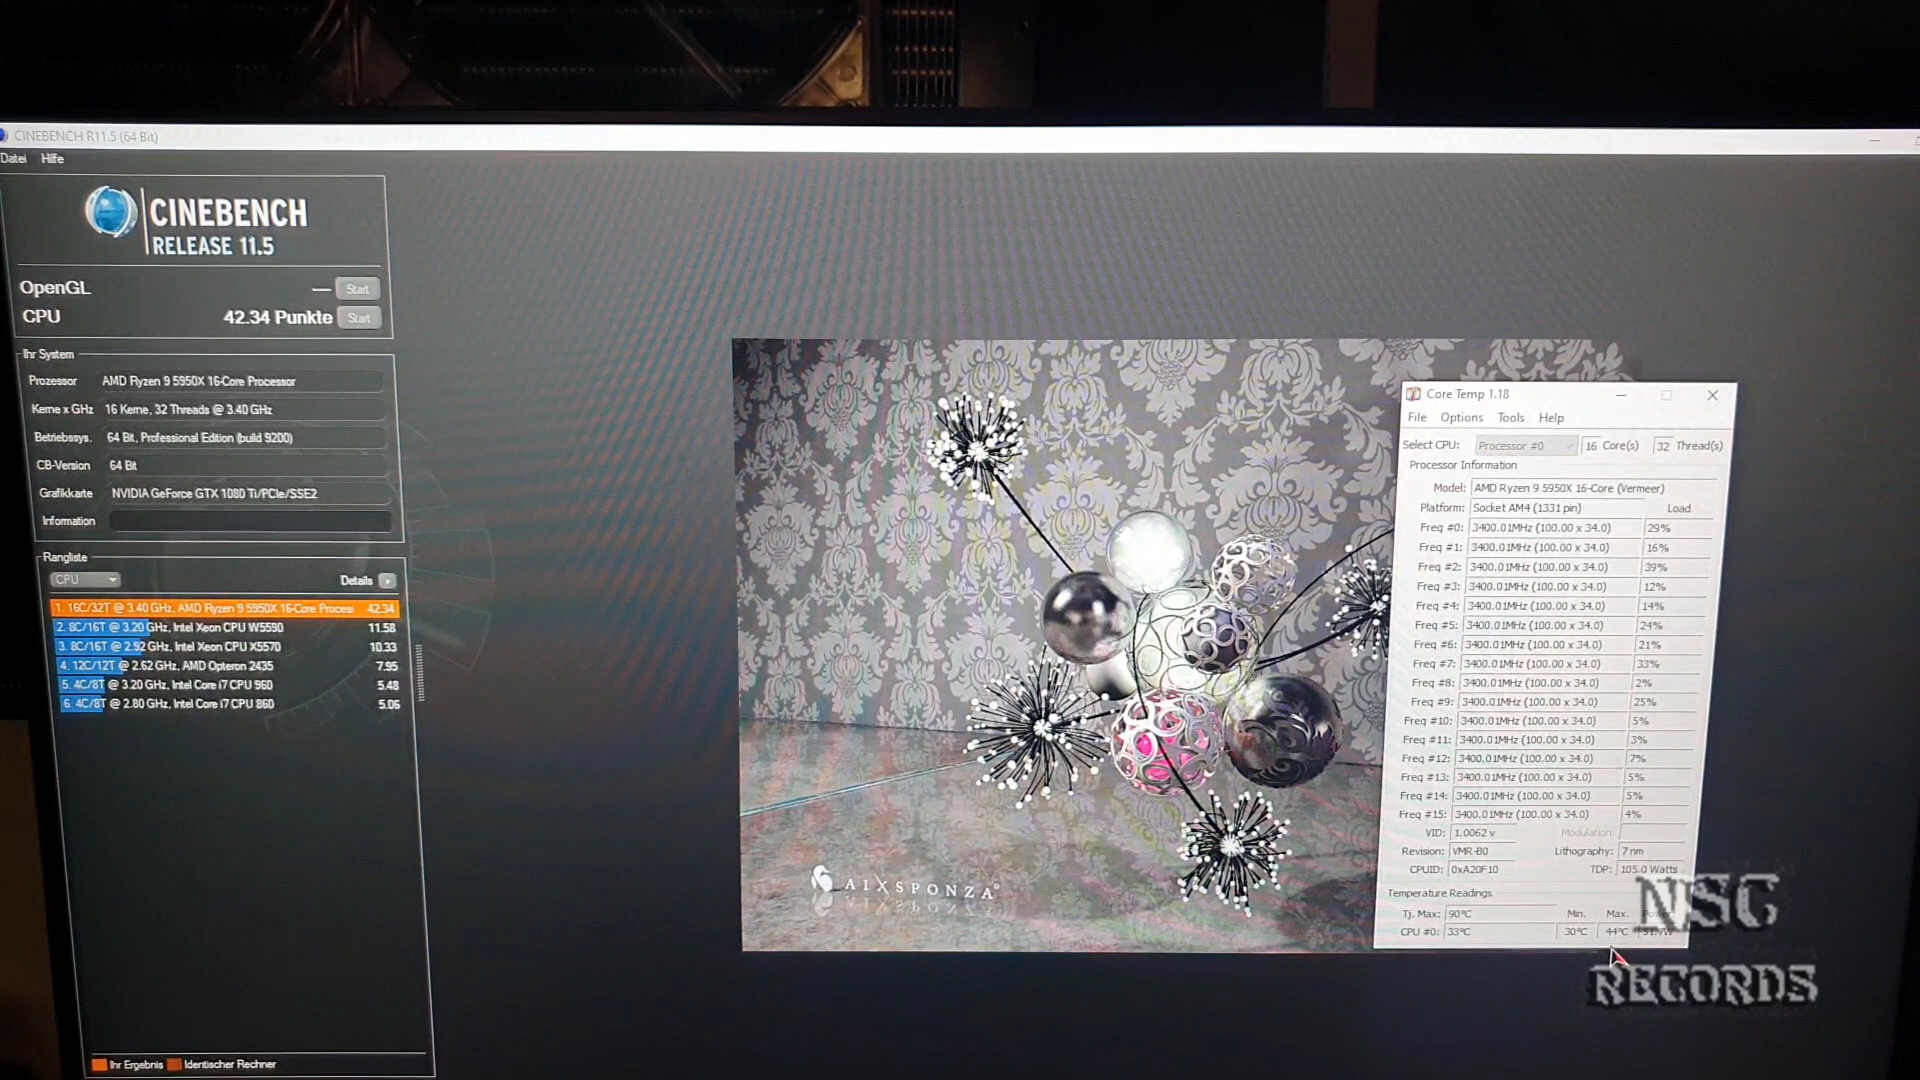 CINEBENCH R11.5 (64 Bit)
Datei Hilfe
CINEBENCH
RELEASE 11.5
OpenGL — Start
CPU 42.34 Punkte Start
Ihr System
Prozessor AMD Ryzen 9 5950X 16-Core Processor
Kerne x GHz 16 Kerne, 32 Threads @ 3.40 GHz
Betriebssys. 64 Bit, Professional Edition (build 9200)
CB-Version 64 Bit
Grafikkarte NVIDIA GeForce GTX 1080 Ti/PCIe/SSE2
Information
Rangliste
CPU Details
1. 16C/32T @ 3.40 GHz, AMD Ryzen 9 5950X 16-Core Process 42.34
2. 8C/16T @ 3.20 GHz, Intel Xeon CPU W5590 11.58
3. 8C/16T @ 2.92 GHz, Intel Xeon CPU X5570 10.33
4. 12C/12T @ 2.62 GHz, AMD Opteron 2435 7.95
5. 4C/8T @ 3.20 GHz, Intel Core i7 CPU 960 5.48
6. 4C/8T @ 2.80 GHz, Intel Core i7 CPU 860 5.06
Ihr Ergebnis Identischer Rechner
AIXSPONZA
Core Temp 1.18
File Options Tools Help
Select CPU: Processor #0 16 Core(s) 32 Thread(s)
Processor Information
Model: AMD Ryzen 9 5950X 16-Core (Vermeer)
Platform: Socket AM4 (1331 pin) Load
Freq #0: 3400.01MHz (100.00 x 34.0) 29%
Freq #1: 3400.01MHz (100.00 x 34.0) 16%
Freq #2: 3400.01MHz (100.00 x 34.0) 39%
Freq #3: 3400.01MHz (100.00 x 34.0) 12%
Freq #4: 3400.01MHz (100.00 x 34.0) 14%
Freq #5: 3400.01MHz (100.00 x 34.0) 24%
Freq #6: 3400.01MHz (100.00 x 34.0) 21%
Freq #7: 3400.01MHz (100.00 x 34.0) 33%
Freq #8: 3400.01MHz (100.00 x 34.0) 2%
Freq #9: 3400.01MHz (100.00 x 34.0) 25%
Freq #10: 3400.01MHz (100.00 x 34.0) 5%
Freq #11: 3400.01MHz (100.00 x 34.0) 3%
Freq #12: 3400.01MHz (100.00 x 34.0) 7%
Freq #13: 3400.01MHz (100.00 x 34.0) 5%
Freq #14: 3400.01MHz (100.00 x 34.0) 5%
Freq #15: 3400.01MHz (100.00 x 34.0) 4%
VID: 1.0062 v Modulation:
Revision: VMR-B0 Lithography: 7 nm
CPUID: 0xA20F10 TDP: 105.0 Watts
Temperature Readings
Tj. Max: 90°C Min. Max.
CPU #0: 33°C 30°C 44°C
NSC
RECORDS